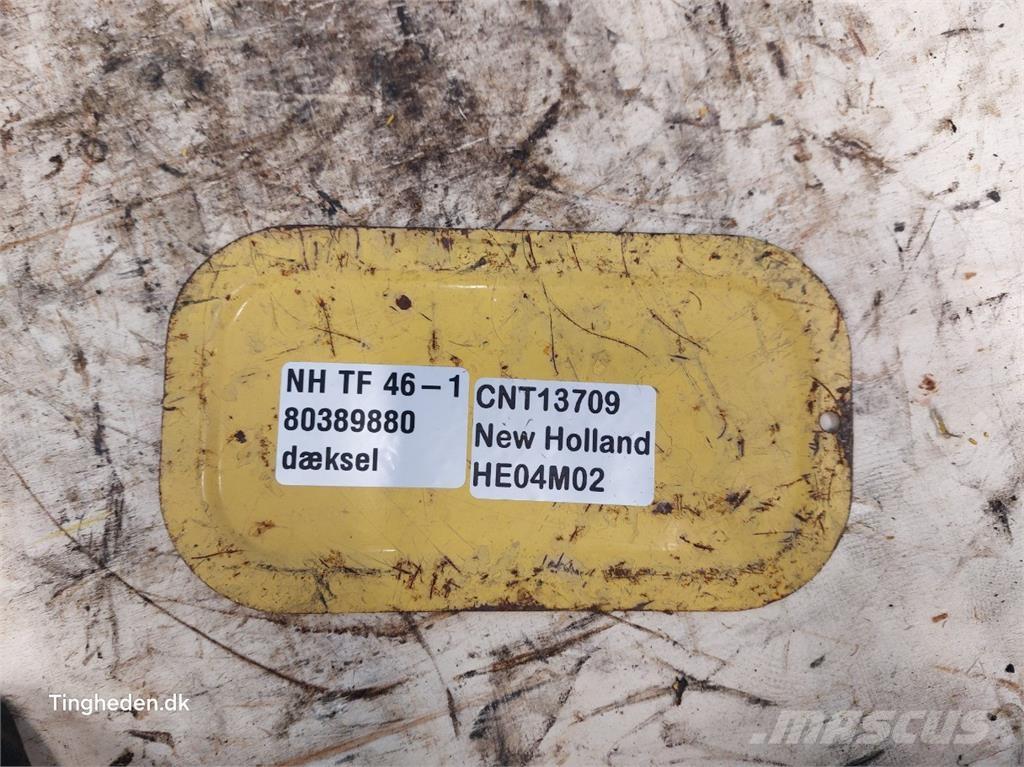 NH TF 46-1
80389880
dæksel
CNT13709
New Holland
HE04M02
Tingheden.dk
mascus